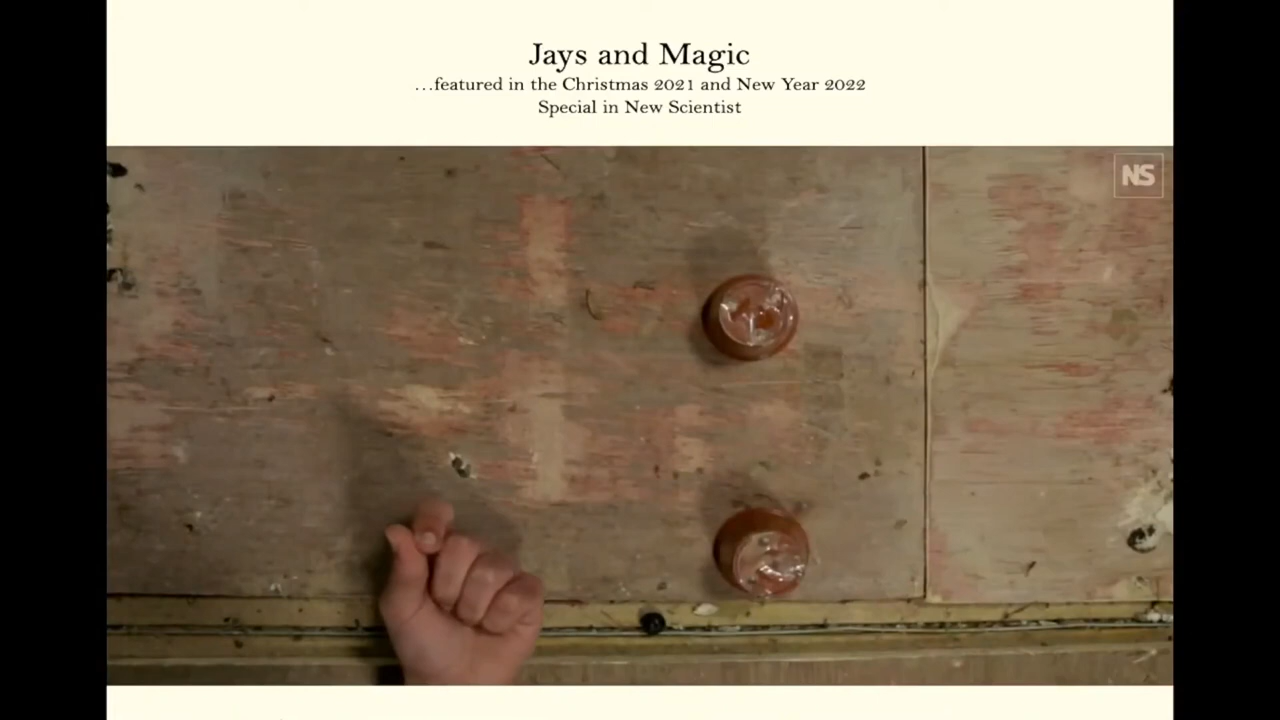 Jays and Magic
...featured in the Christmas 2021 and New Year 2022
Special in New Scientist
NS